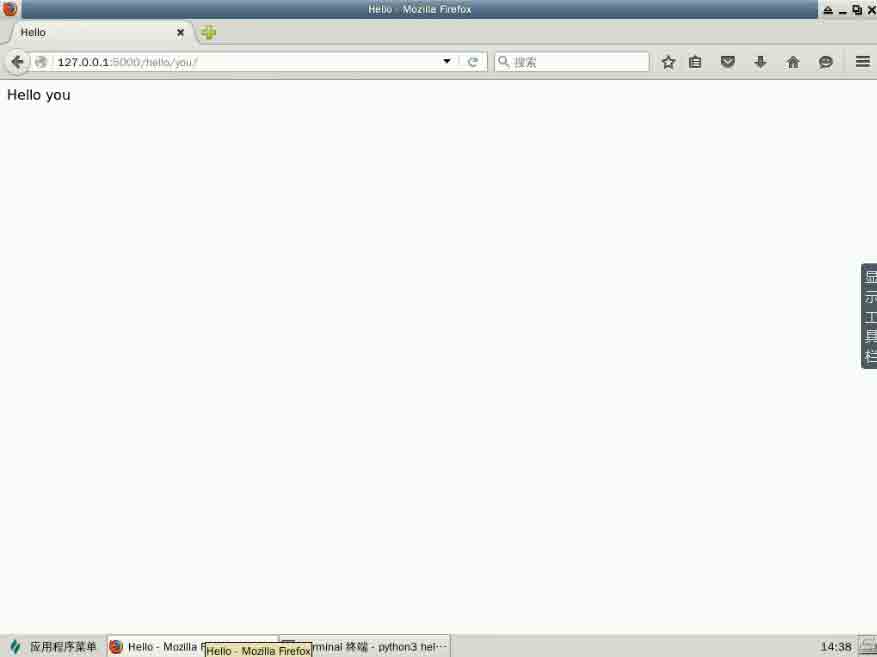 Hello - Mozilla Firefox
Hello
127.0.0.1:5000/hello/you/
搜索
Hello you
显示工具栏
应用程序菜单
Hello - Mozilla F
Hello - Mozilla Firefox
rminal 终端 - python3 hel···
14:38